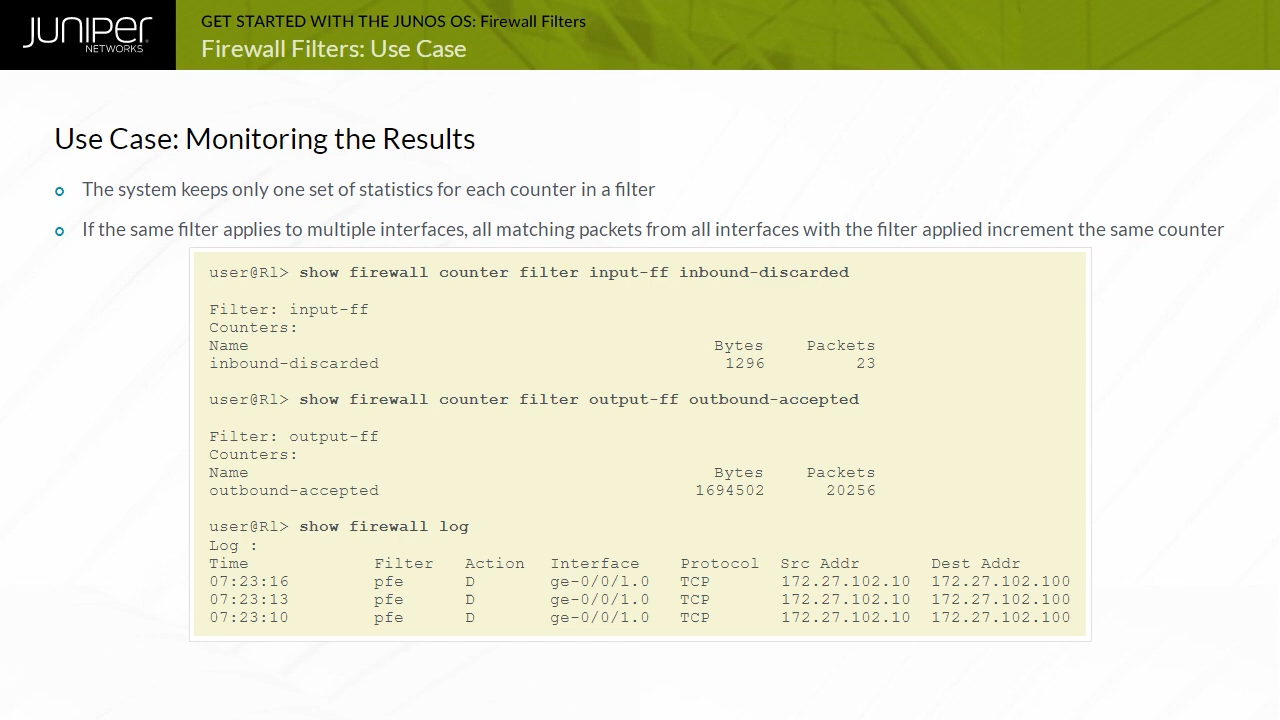 JUNIPER
NETWORKS
GET STARTED WITH THE JUNOS OS: Firewall Filters
Firewall Filters: Use Case
Use Case: Monitoring the Results
The system keeps only one set of statistics for each counter in a filter
If the same filter applies to multiple interfaces, all matching packets from all interfaces with the filter applied increment the same counter
user@R1> show firewall counter filter input-ff inbound-discarded
Filter: input-ff
Counters:
Name Bytes Packets
inbound-discarded 1296 23
user@R1> show firewall counter filter output-ff outbound-accepted
Filter: output-ff
Counters:
Name Bytes Packets
outbound-accepted 1694502 20256
user@R1> show firewall log
Log :
Time Filter Action Interface Protocol Src Addr Dest Addr
07:23:16 pfe D ge-0/0/1.0 TCP 172.27.102.10 172.27.102.100
07:23:13 pfe D ge-0/0/1.0 TCP 172.27.102.10 172.27.102.100
07:23:10 pfe D ge-0/0/1.0 TCP 172.27.102.10 172.27.102.100